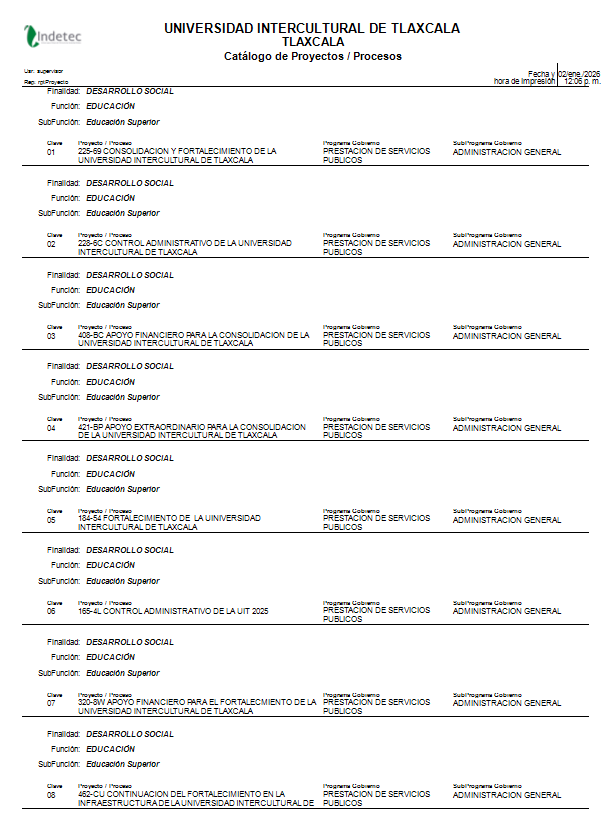 Indetec
UNIVERSIDAD INTERCULTURAL DE TLAXCALA
TLAXCALA
Catálogo de Proyectos / Procesos
Usr. supervisor
Rep. rptProyecto
Fecha y 02/ene./2026
hora de Impresión 12:06 p. m.
Finalidad: DESARROLLO SOCIAL
Función: EDUCACIÓN
SubFunción: Educación Superior
Clave Proyecto / Proceso Programa Gobierno SubPrograma Gobierno
01 225-69 CONSOLIDACION Y FORTALECIMIENTO DE LA PRESTACION DE SERVICIOS ADMINISTRACION GENERAL
UNIVERSIDAD INTERCULTURAL DE TLAXCALA PUBLICOS
Finalidad: DESARROLLO SOCIAL
Función: EDUCACIÓN
SubFunción: Educación Superior
Clave Proyecto / Proceso Programa Gobierno SubPrograma Gobierno
02 228-6C CONTROL ADMINISTRATIVO DE LA UNIVERSIDAD PRESTACION DE SERVICIOS ADMINISTRACION GENERAL
INTERCULTURAL DE TLAXCALA PUBLICOS
Finalidad: DESARROLLO SOCIAL
Función: EDUCACIÓN
SubFunción: Educación Superior
Clave Proyecto / Proceso Programa Gobierno SubPrograma Gobierno
03 408-BC APOYO FINANCIERO PARA LA CONSOLIDACION DE LA PRESTACION DE SERVICIOS ADMINISTRACION GENERAL
UNIVERSIDAD INTERCULTURAL DE TLAXCALA PUBLICOS
Finalidad: DESARROLLO SOCIAL
Función: EDUCACIÓN
SubFunción: Educación Superior
Clave Proyecto / Proceso Programa Gobierno SubPrograma Gobierno
04 421-BP APOYO EXTRAORDINARIO PARA LA CONSOLIDACION PRESTACION DE SERVICIOS ADMINISTRACION GENERAL
DE LA UNIVERSIDAD INTERCULTURAL DE TLAXCALA PUBLICOS
Finalidad: DESARROLLO SOCIAL
Función: EDUCACIÓN
SubFunción: Educación Superior
Clave Proyecto / Proceso Programa Gobierno SubPrograma Gobierno
05 184-54 FORTALECIMIENTO DE LA UINIVERSIDAD PRESTACION DE SERVICIOS ADMINISTRACION GENERAL
INTERCULTURAL DE TLAXCALA PUBLICOS
Finalidad: DESARROLLO SOCIAL
Función: EDUCACIÓN
SubFunción: Educación Superior
Clave Proyecto / Proceso Programa Gobierno SubPrograma Gobierno
06 165-4L CONTROL ADMINISTRATIVO DE LA UIT 2025 PRESTACION DE SERVICIOS ADMINISTRACION GENERAL
PUBLICOS
Finalidad: DESARROLLO SOCIAL
Función: EDUCACIÓN
SubFunción: Educación Superior
Clave Proyecto / Proceso Programa Gobierno SubPrograma Gobierno
07 320-8W APOYO FINANCIERO PARA EL FORTALECMIENTO DE LA PRESTACION DE SERVICIOS ADMINISTRACION GENERAL
UNIVERSIDAD INTERCULTURAL DE TLAXCALA PUBLICOS
Finalidad: DESARROLLO SOCIAL
Función: EDUCACIÓN
SubFunción: Educación Superior
Clave Proyecto / Proceso Programa Gobierno SubPrograma Gobierno
08 462-CU CONTINUACION DEL FORTALECIMIENTO EN LA PRESTACION DE SERVICIOS ADMINISTRACION GENERAL
INFRAESTRUCTURA DE LA UNIVERSIDAD INTERCULTURAL DE PUBLICOS